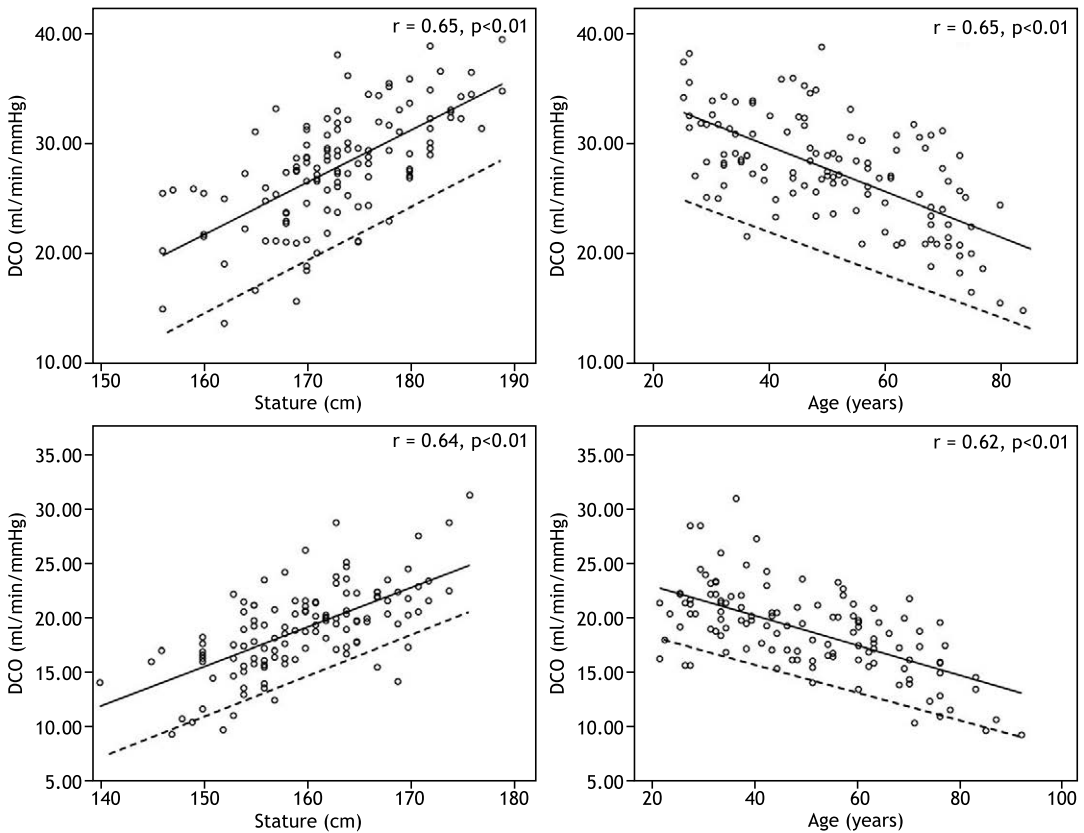 r = 0.65, p<0.01
DCO (ml/min/mmHg)
40.00
30.00
20.00
10.00
150 160 170 180 190
Stature (cm)
r = 0.65, p<0.01
DCO (ml/min/mmHg)
40.00
30.00
20.00
10.00
20 40 60 80
Age (years)
r = 0.64, p<0.01
DCO (ml/min/mmHg)
35.00
30.00
25.00
20.00
15.00
10.00
5.00
140 150 160 170 180
Stature (cm)
r = 0.62, p<0.01
DCO (ml/min/mmHg)
35.00
30.00
25.00
20.00
15.00
10.00
5.00
20 40 60 80 100
Age (years)